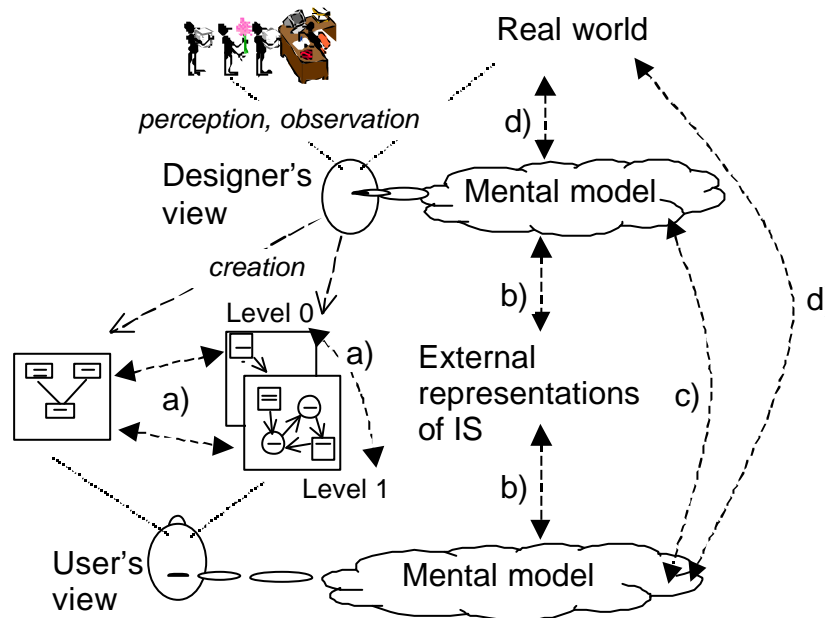 Real world
perception, observation
d)
Designer's
view
Mental model
creation
b)
Level 0
d
a)
External
representations
of IS
a)
c)
Level 1
b)
User's
view
Mental model